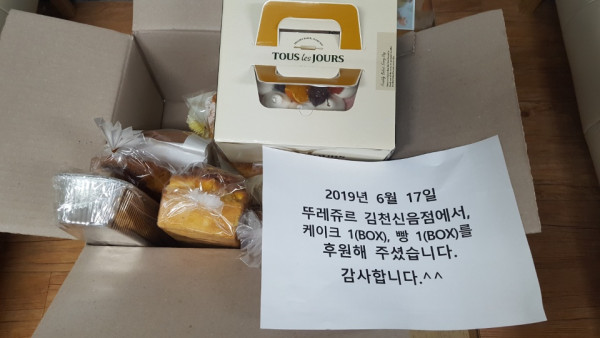 TOUS les JOURS
2019년 6월 17일
뚜레쥬르 김천신음점에서,
케이크 1(BOX), 빵 1(BOX)를
후원해 주셨습니다.
감사합니다.^^